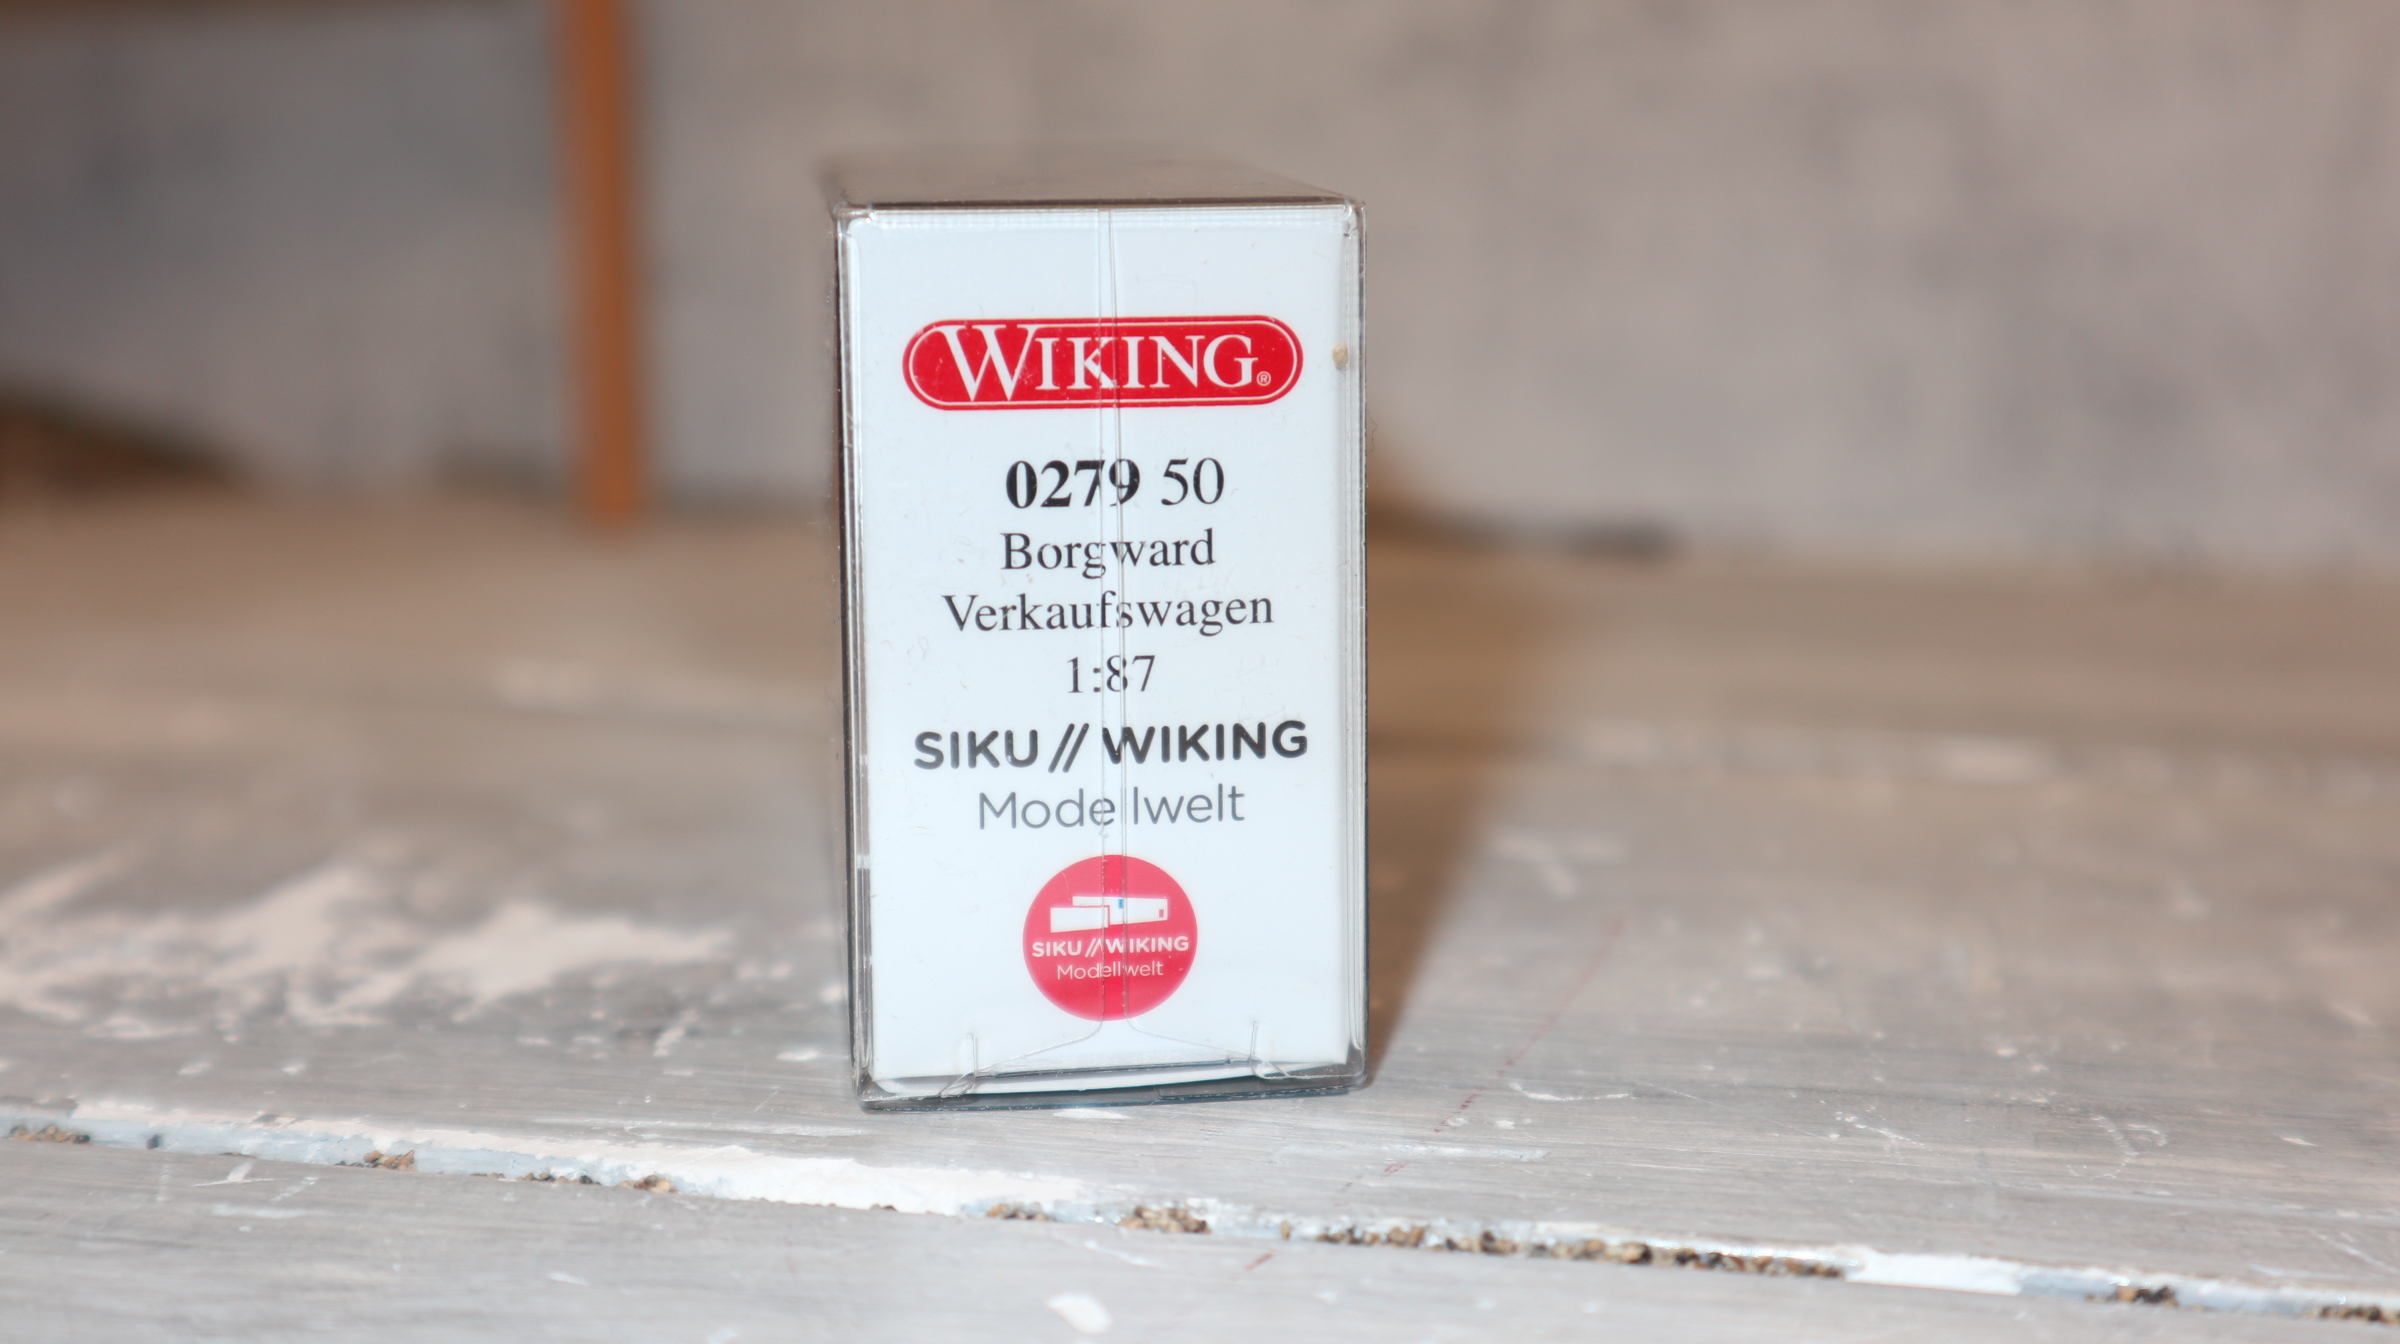 WIKING®
0279 50
Borgward
Verkaufswagen
1:87
SIKU // WIKING
Modellwelt
SIKU // WIKING
Modellwelt